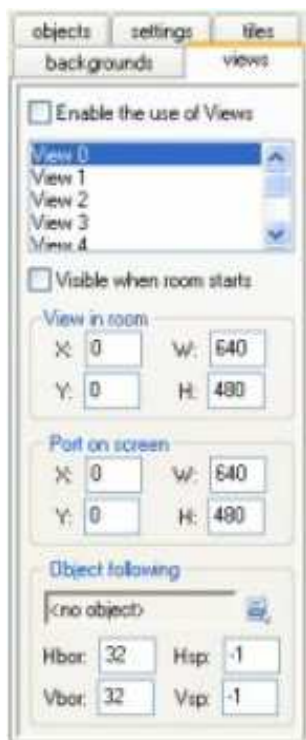 objects settings tiles
backgrounds views
Enable the use of Views
View 0
View 1
View 2
View 3
View 4
Visible when room starts
View in room
X: 0 W: 640
Y: 0 H: 480
Port on screen
X: 0 W: 640
Y: 0 H: 480
Object following
<no object>
Hbor: 32 Hsp: -1
Vbor: 32 Vsp: -1